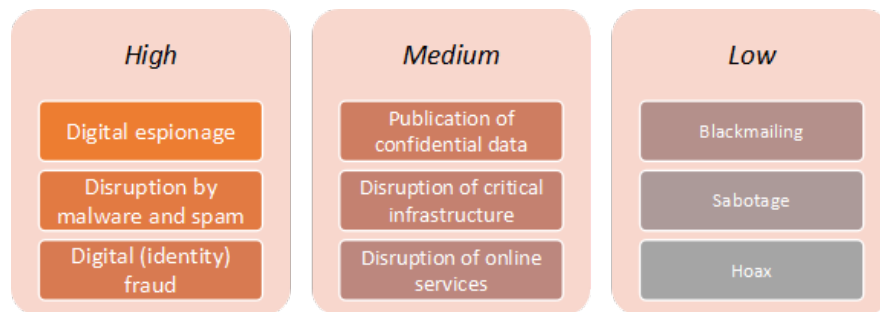 High
Digital espionage
Disruption by
malware and spam
Digital (identity)
fraud
Medium
Publication of
confidential data
Disruption of critical
infrastructure
Disruption of online
services
Low
Blackmailing
Sabotage
Hoax